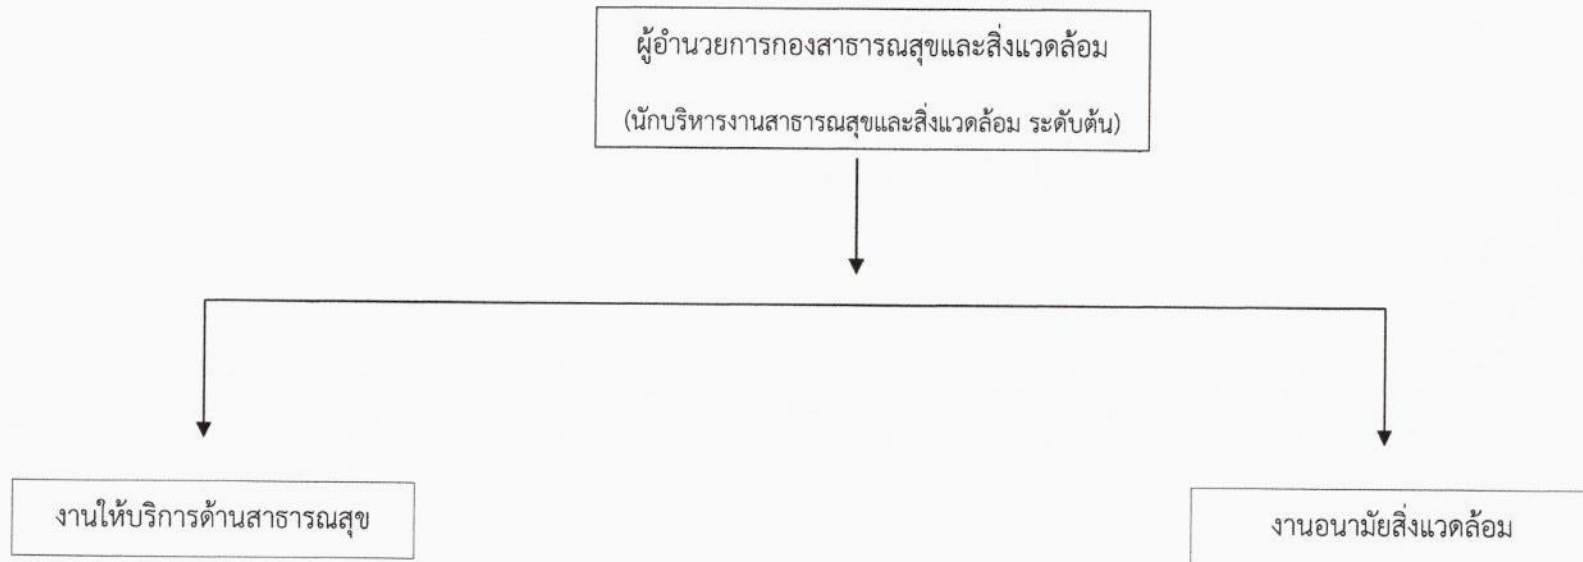 ผู้อำนวยการกองสาธารณสุขและสิ่งแวดล้อม
(นักบริหารงานสาธารณสุขและสิ่งแวดล้อม ระดับต้น)
งานให้บริการด้านสาธารณสุข
งานอนามัยสิ่งแวดล้อม